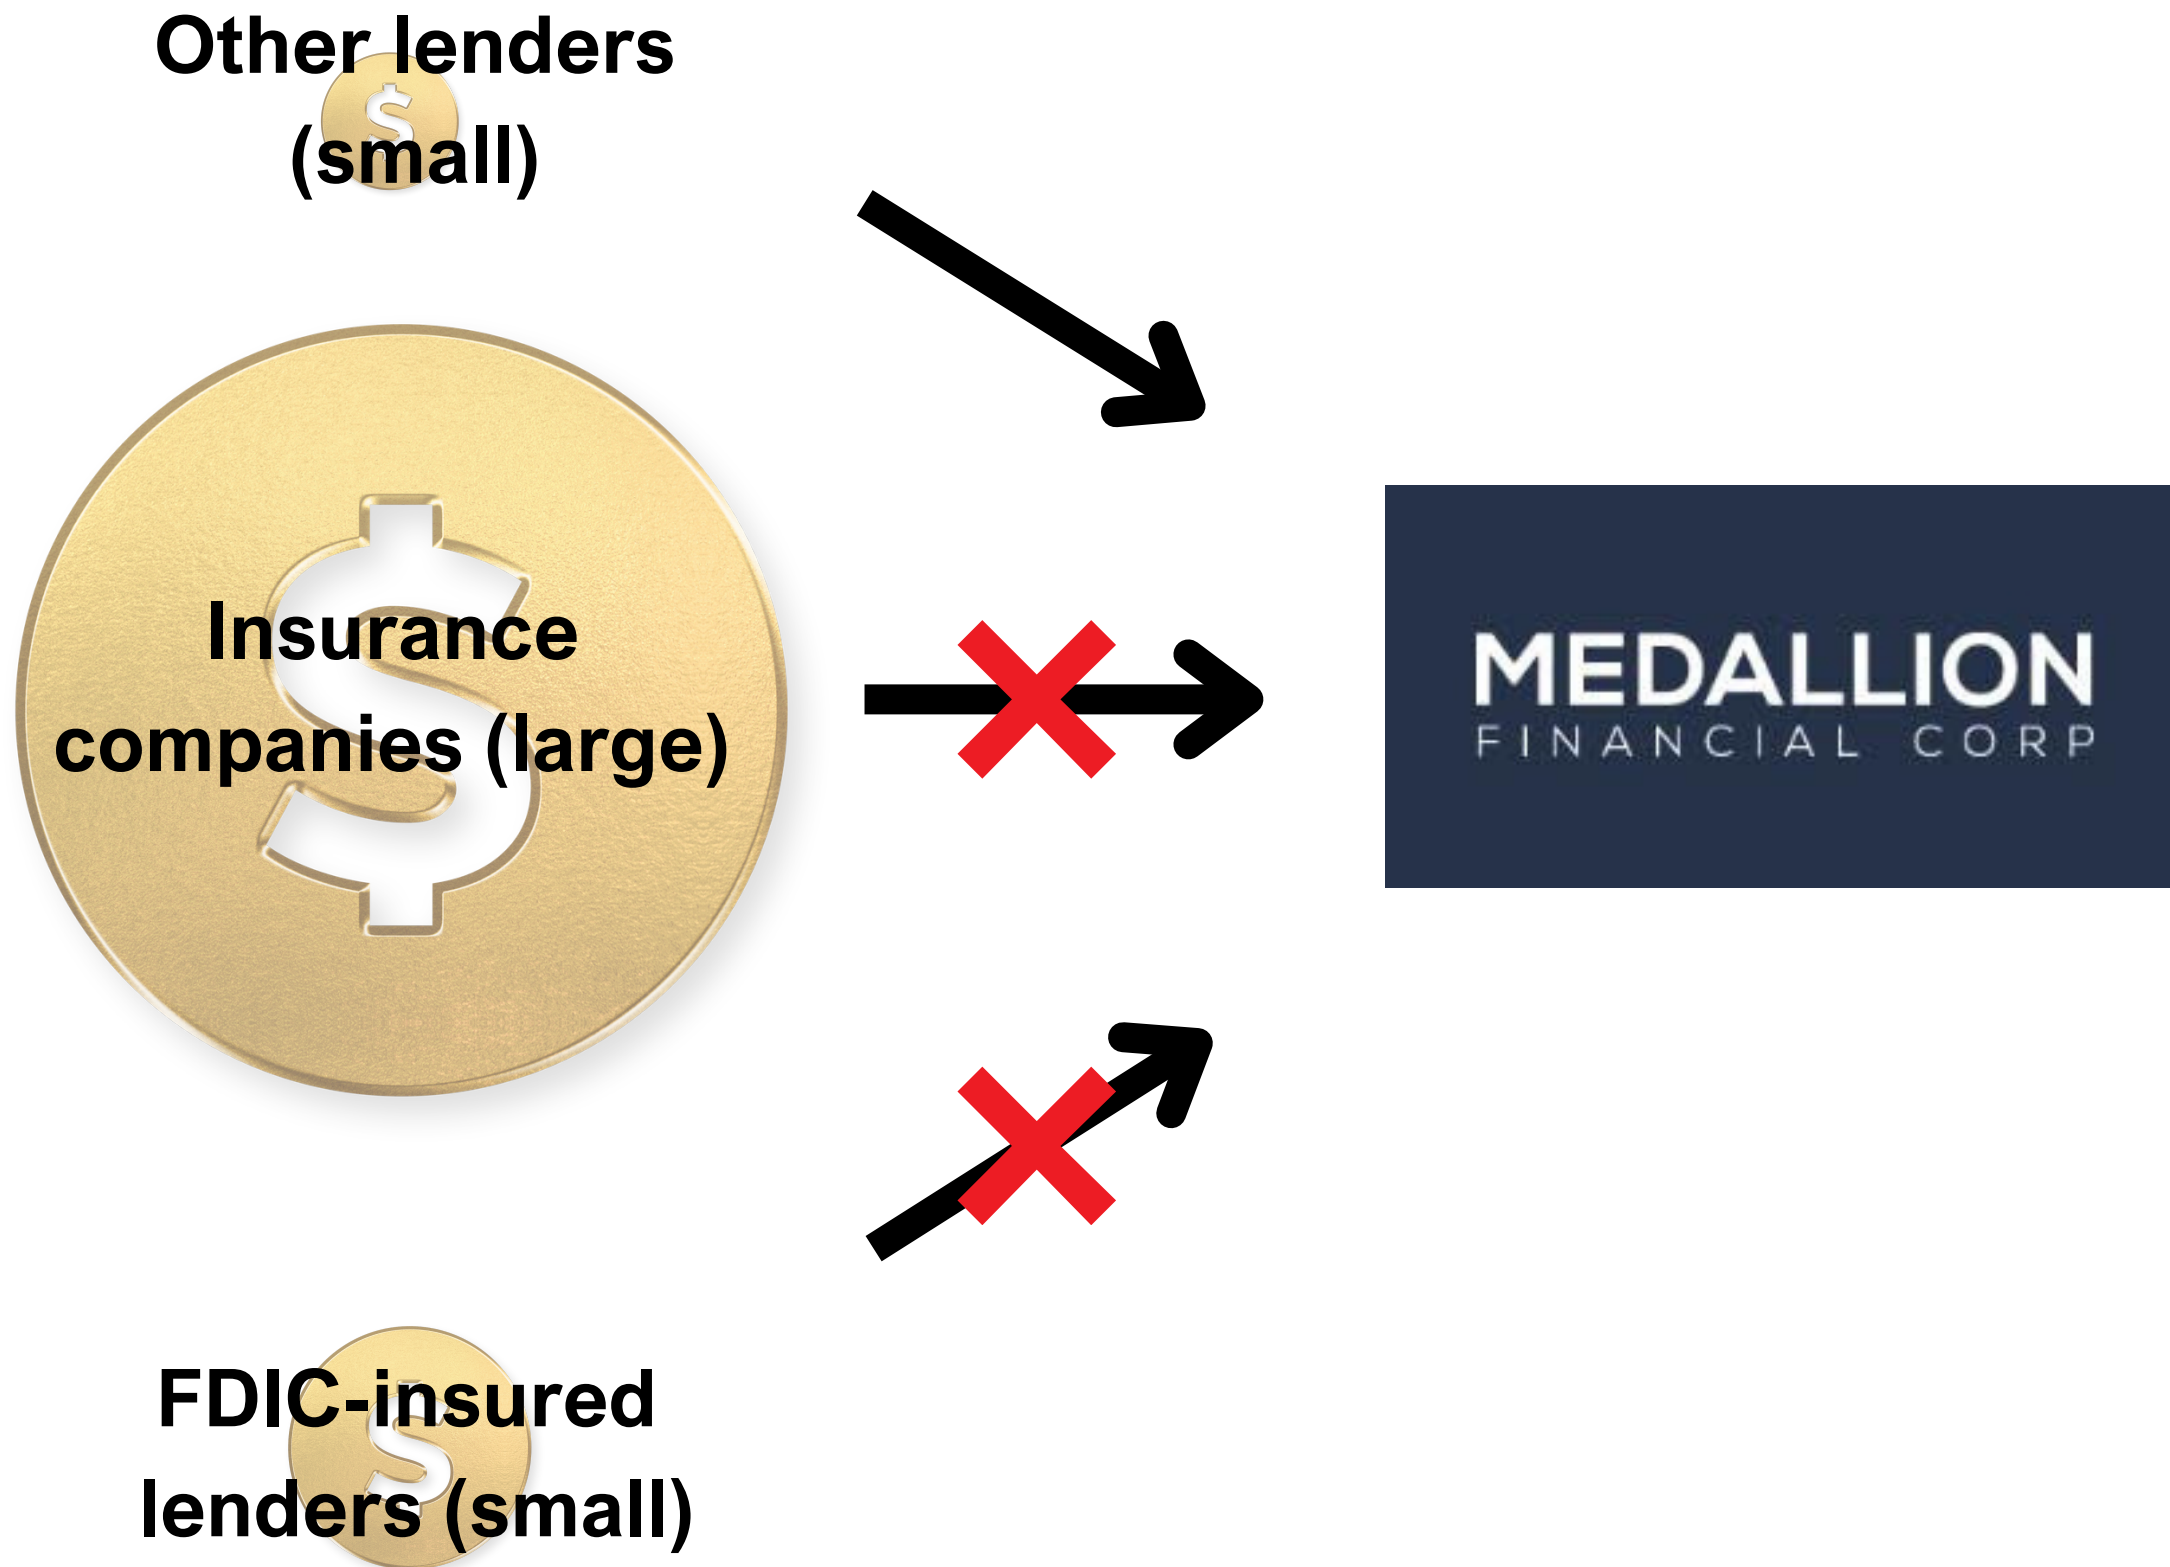 Other lenders
(small)
Insurance
companies (large)
MEDALLION
FINANCIAL CORP
FDIC-insured
lenders (small)